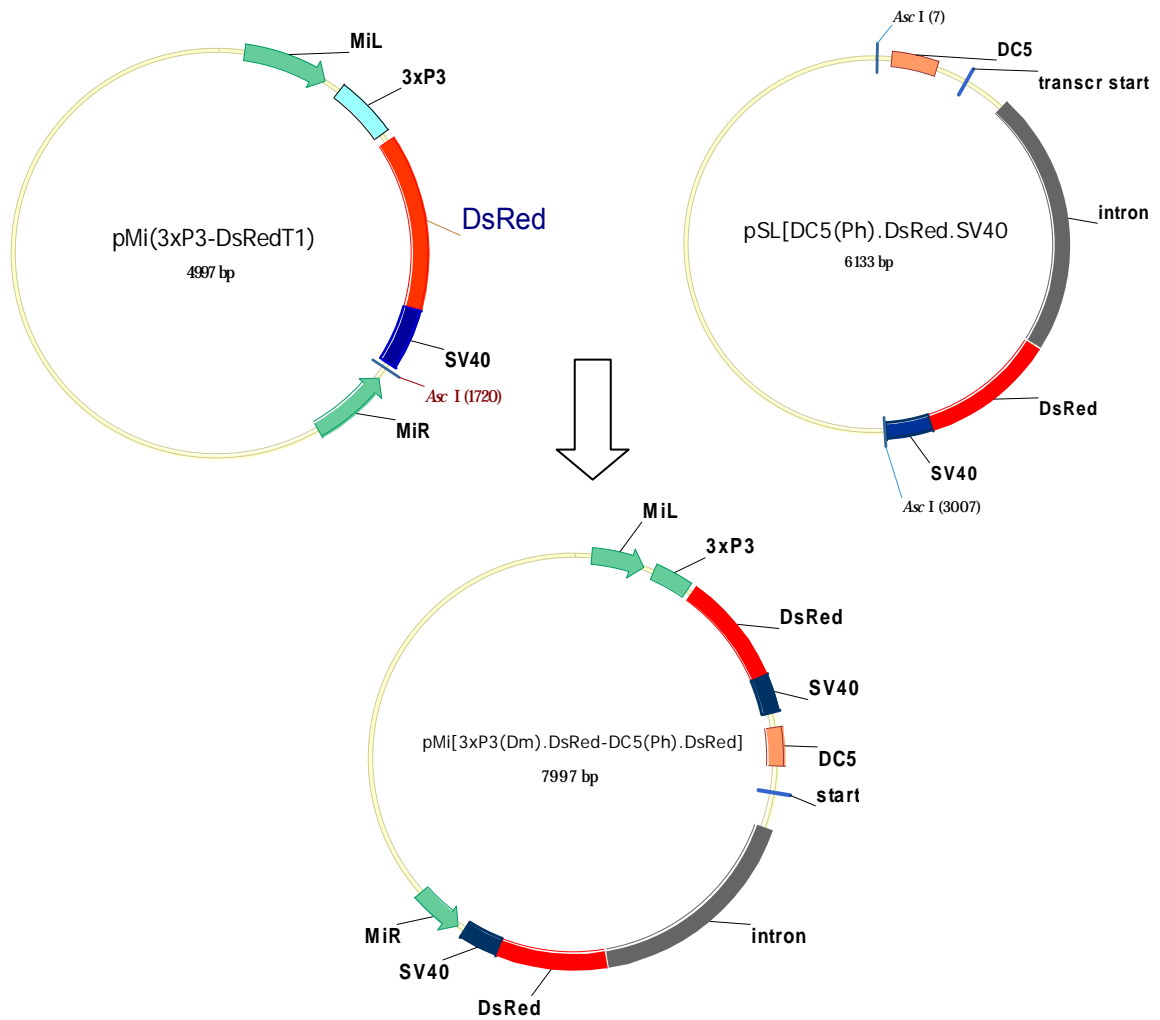 MiL
3xP3
DsRed
pMi(3xP3-DsRedT1)
4997 bp
SV40
Asc I (1720)
MiR
Asc I (7)
DC5
transcr start
intron
pSL[DC5(Ph).DsRed.SV40
6133 bp
DsRed
SV40
Asc I (3007)
MiL
3xP3
DsRed
SV40
pMi[3xP3(Dm).DsRed-DC5(Ph).DsRed]
7997 bp
DC5
start
intron
MiR
SV40
DsRed